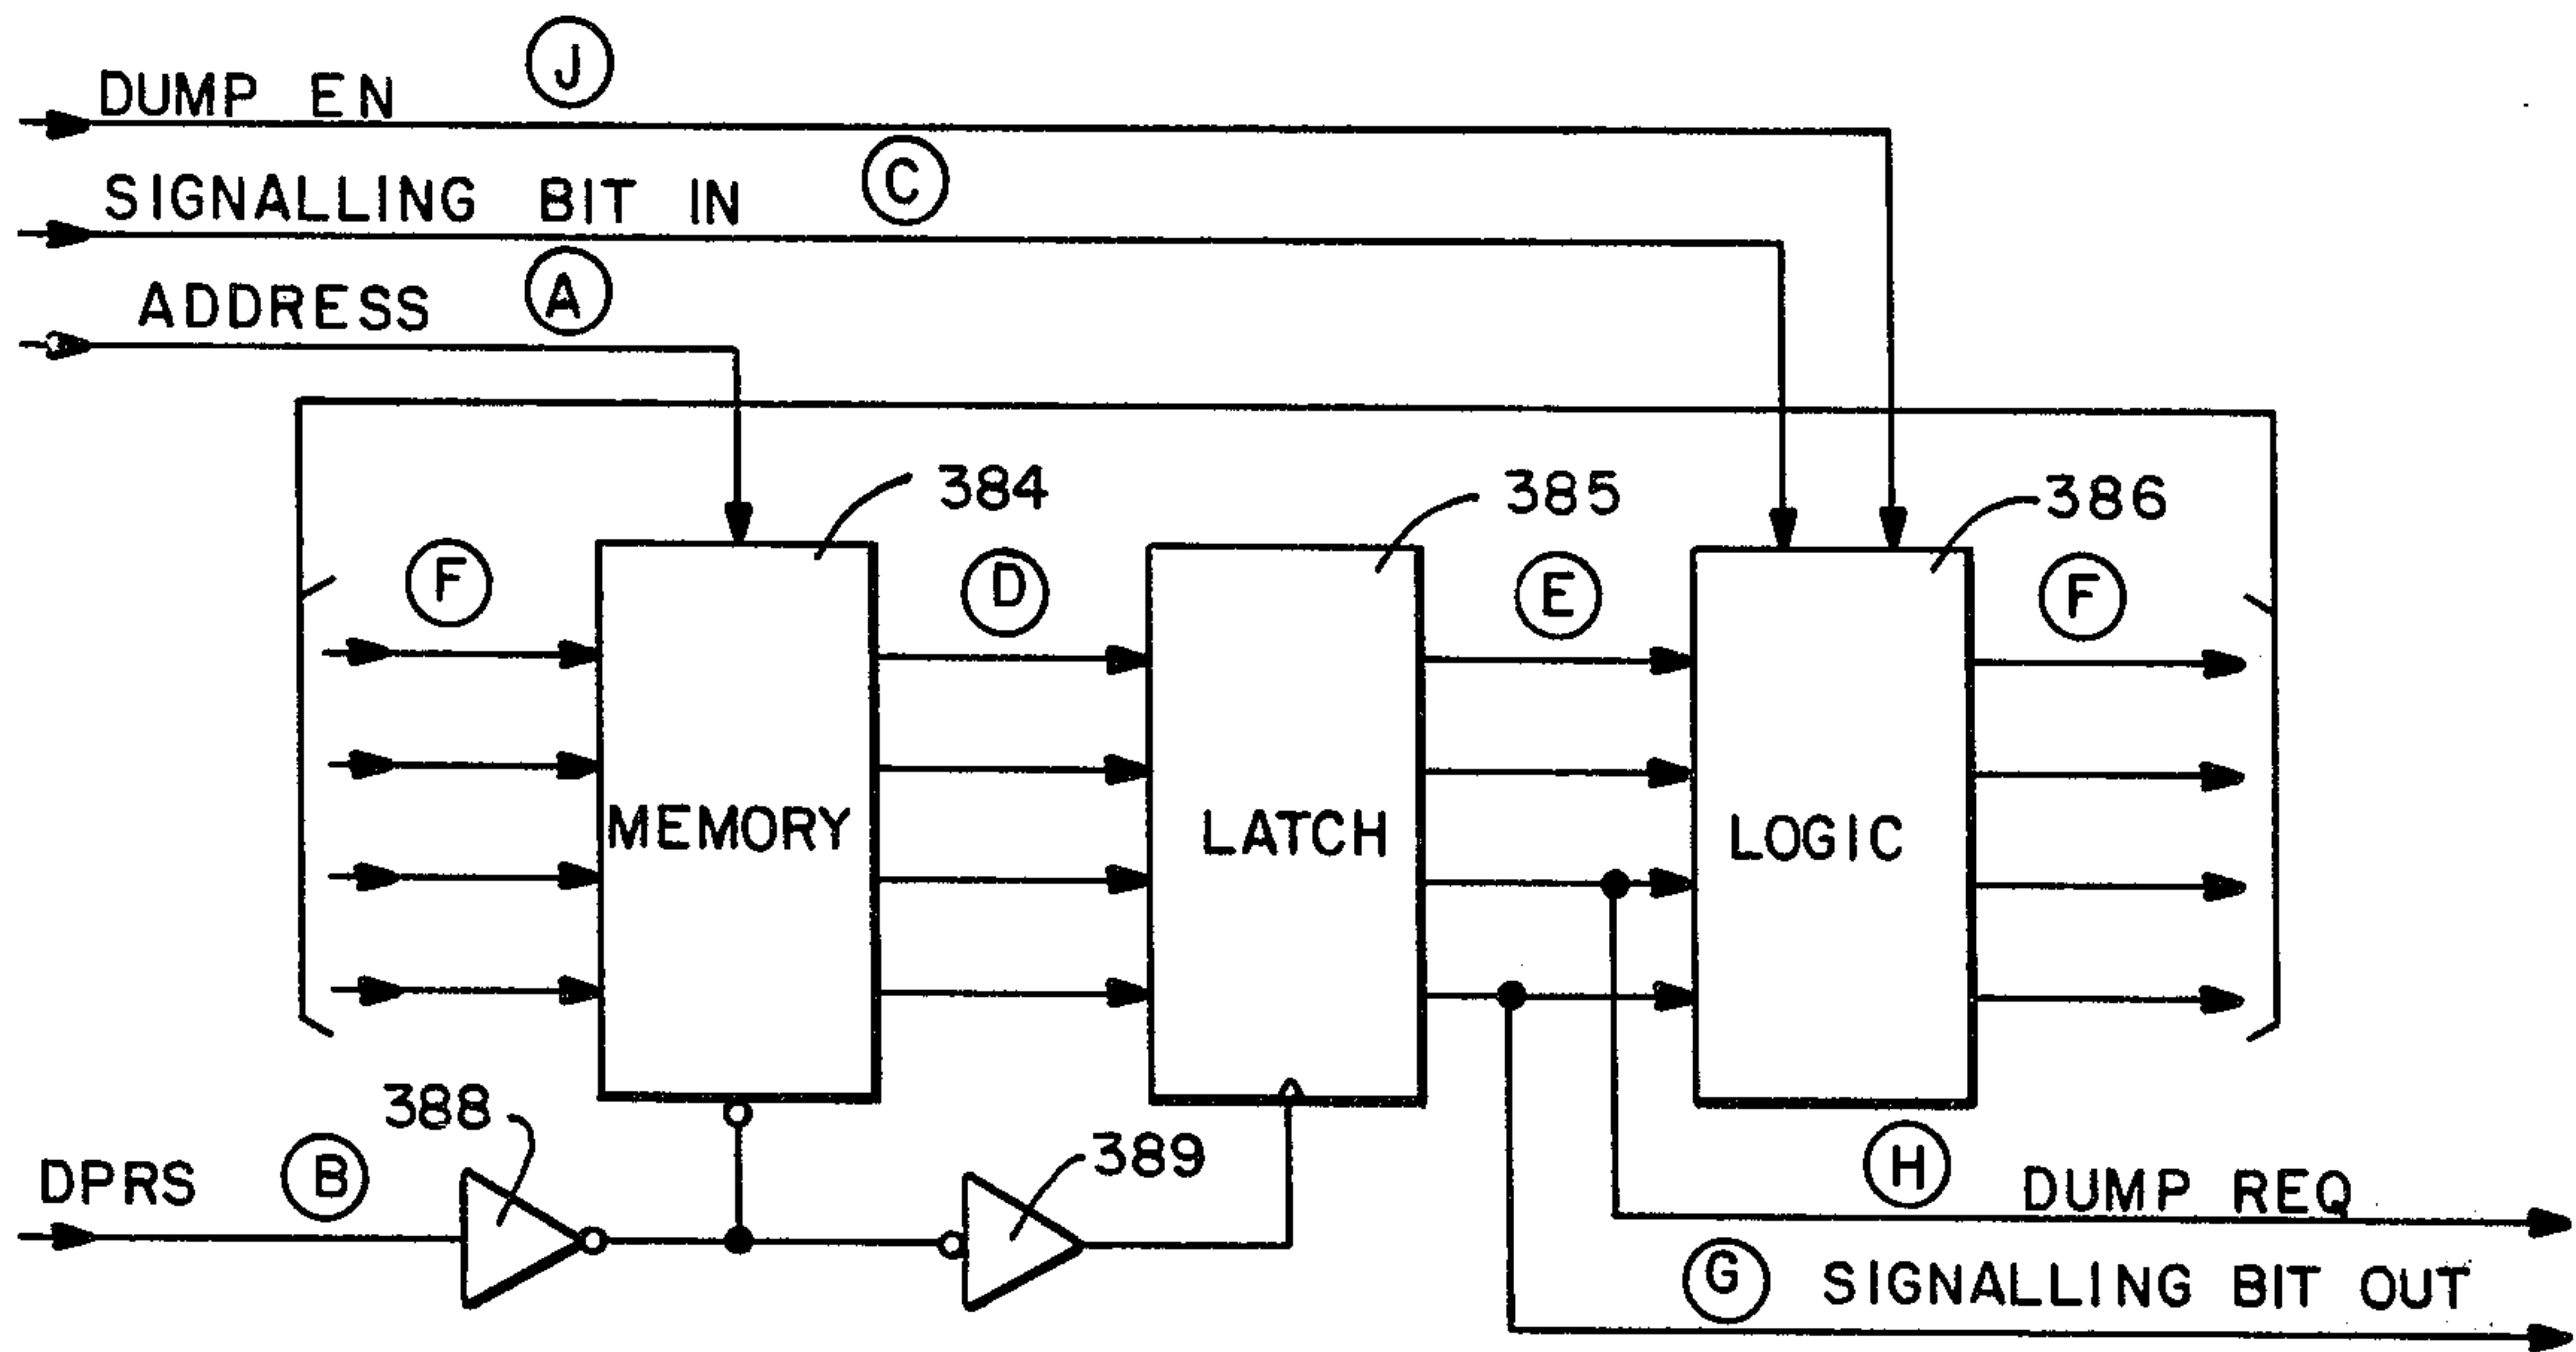 DUMP EN J
SIGNALLING BIT IN C
ADDRESS A
384 385 386
F D E F
MEMORY LATCH LOGIC
388 389
DPRS B
H DUMP REQ
G SIGNALLING BIT OUT